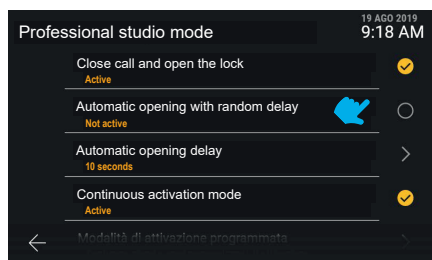 19 AGO 2019
Professional studio mode
9:18 AM
Close call and open the lock
Active
Automatic opening with random delay
Not active
Automatic opening delay
10 seconds
Continuous activation mode
Active
Modalità di attivazione programmata